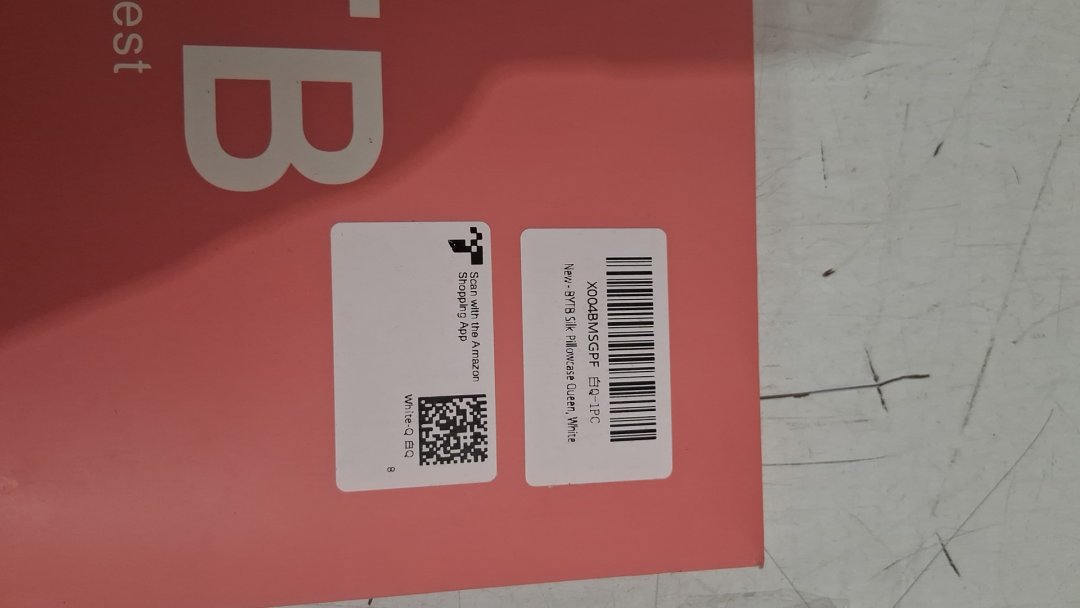 X004BMSGPF 白Q-1PC
New - BYTB Silk Pillowcase Queen, White
Scan with the Amazon
Shopping App
White-Q 白Q
8
B
est